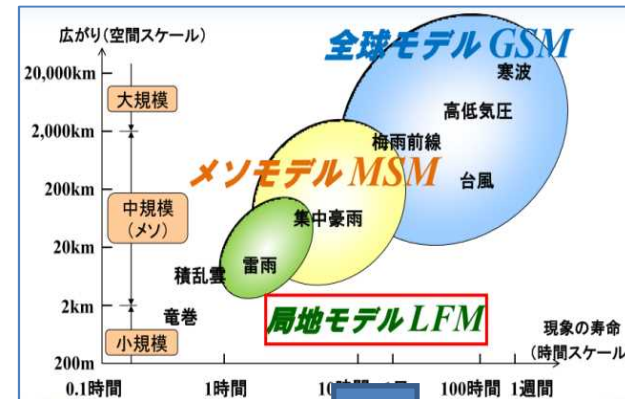 広がり(空間スケール)
全球モデル GSM
20,000km
寒波
大規模
高低気圧
2,000km
梅雨前線
メソモデル MSM
台風
200km
中規模
(メソ)
集中豪雨
20km
雷雨
積乱雲
2km
竜巻
局地モデル LFM
現象の寿命
小規模
(時間スケール
200m
0.1時間
1時間
100時間
1週間